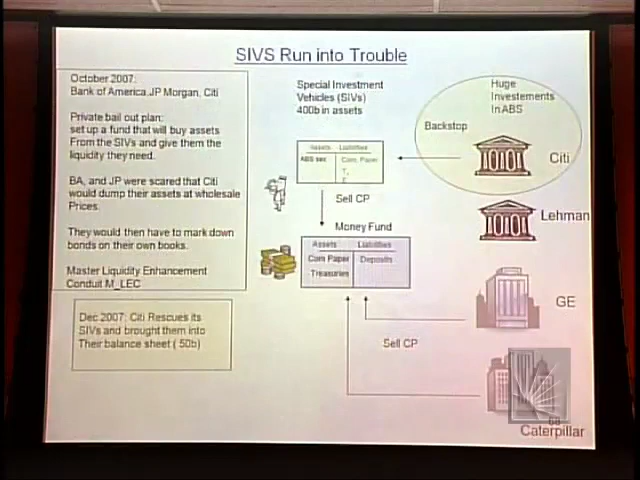 SIVS Run into Trouble
October 2007:
Bank of America,JP Morgan, Citi
Private bail out plan:
set up a fund that will buy assets
From the SIVs and give them the
liquidity they need.
BA, and JP were scared that Citi
would dump their assets at wholesale
Prices.
They would then have to mark down
bonds on their own books.
Master Liquidity Enhancement
Conduit M_LEC
Dec 2007: Citi Rescues its
SIVs and brought them into
Their balance sheet ( 50b)
Special Investment
Vehicles (SIVs)
400b in assets
Assets Liabilities
ABS sec Com. Paper
Sell CP
Money Fund
Assets Liabilities
Com Paper Deposits
Treasuries
Sell CP
Huge
Investements
In ABS
Backstop
Citi
Lehman
GE
68
Caterpillar